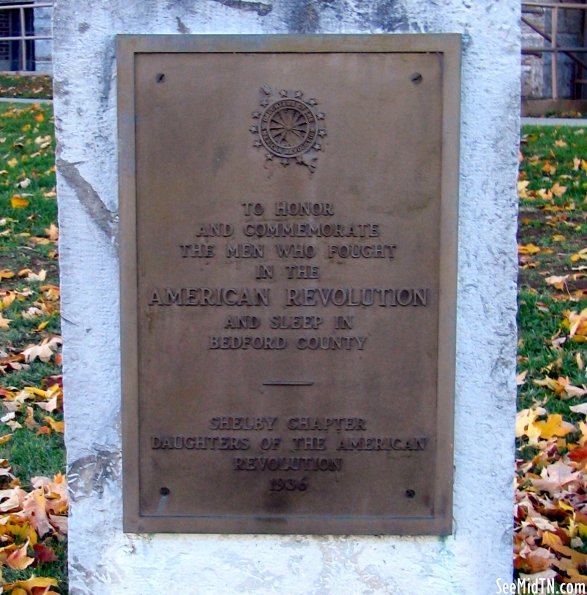 TO HONOR
AND COMMEMORATE
THE MEN WHO FOUGHT
IN THE
AMERICAN REVOLUTION
AND SLEEP IN
BEDFORD COUNTY
SHELBY CHAPTER
DAUGHTERS OF THE AMERICAN
REVOLUTION
1936
SeeMidTN.com